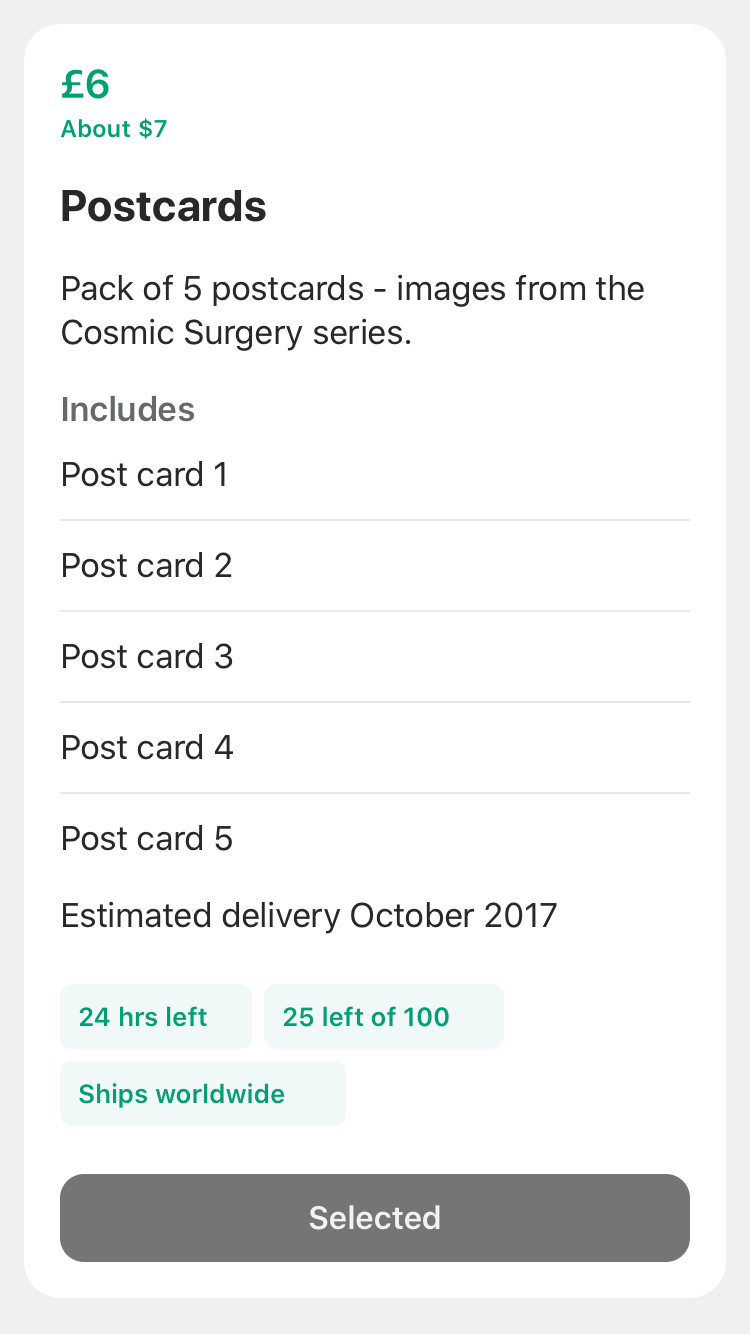 £6
About $7
Postcards
Pack of 5 postcards - images from the
Cosmic Surgery series.
Includes
Post card 1
Post card 2
Post card 3
Post card 4
Post card 5
Estimated delivery October 2017
24 hrs left
25 left of 100
Ships worldwide
Selected